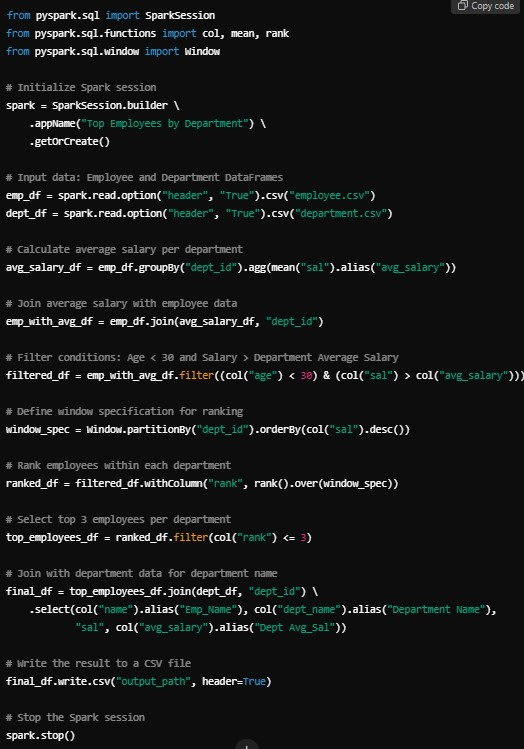 Copy code
from pyspark.sql import SparkSession
from pyspark.sql.functions import col, mean, rank
from pyspark.sql.window import Window
# Initialize Spark session
spark = SparkSession.builder \
    .appName("Top Employees by Department") \
    .getOrCreate()
# Input data: Employee and Department DataFrames
emp_df = spark.read.option("header", "True").csv("employee.csv")
dept_df = spark.read.option("header", "True").csv("department.csv")
# Calculate average salary per department
avg_salary_df = emp_df.groupBy("dept_id").agg(mean("sal").alias("avg_salary"))
# Join average salary with employee data
emp_with_avg_df = emp_df.join(avg_salary_df, "dept_id")
# Filter conditions: Age < 30 and Salary > Department Average Salary
filtered_df = emp_with_avg_df.filter((col("age") < 30) & (col("sal") > col("avg_salary")))
# Define window specification for ranking
window_spec = Window.partitionBy("dept_id").orderBy(col("sal").desc())
# Rank employees within each department
ranked_df = filtered_df.withColumn("rank", rank().over(window_spec))
# Select top 3 employees per department
top_employees_df = ranked_df.filter(col("rank") <= 3)
# Join with department data for department name
final_df = top_employees_df.join(dept_df, "dept_id") \
    .select(col("name").alias("Emp_Name"), col("dept_name").alias("Department Name"),
            "sal", col("avg_salary").alias("Dept Avg_Sal"))
# Write the result to a CSV file
final_df.write.csv("output_path", header=True)
# Stop the Spark session
spark.stop()